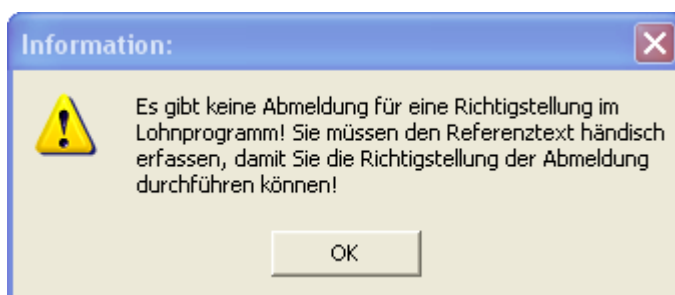 Information:
Es gibt keine Abmeldung für eine Richtigstellung im
Lohnprogramm! Sie müssen den Referenztext händisch
erfassen, damit Sie die Richtigstellung der Abmeldung
durchführen können!
OK